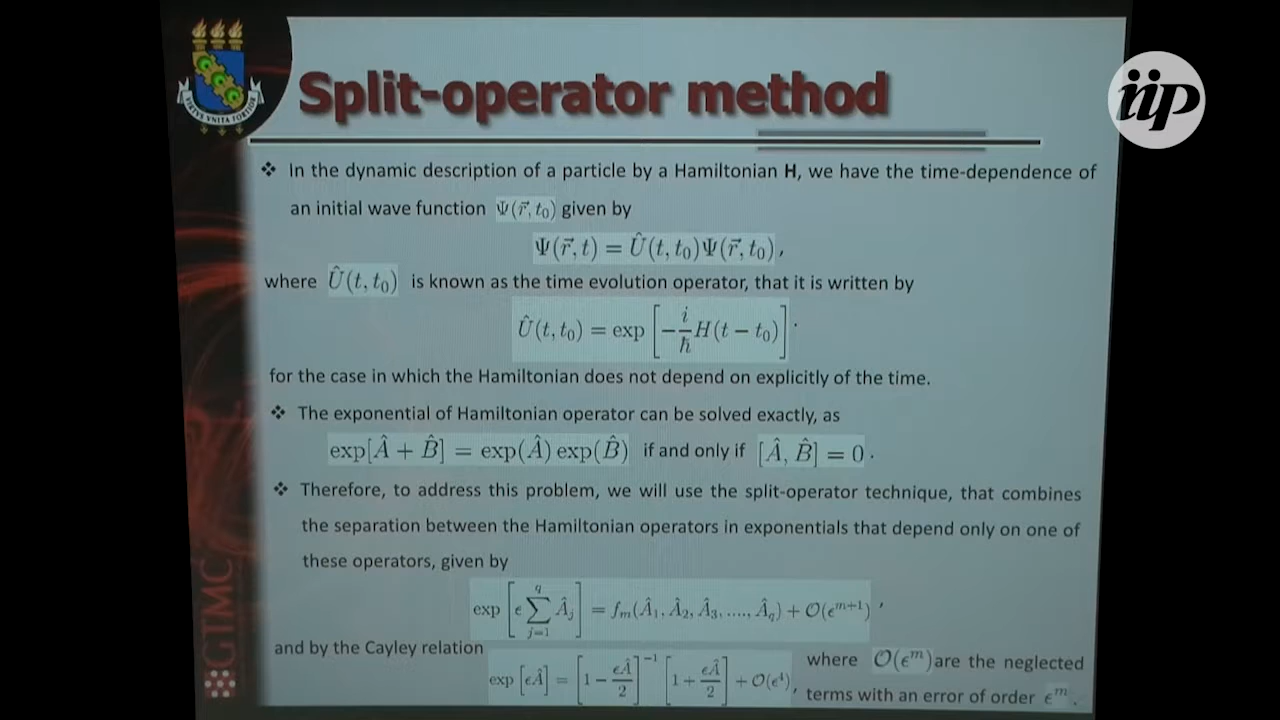 iip
VIRTVS VNITA FORTIOR
Split-operator method
❖ In the dynamic description of a particle by a Hamiltonian H, we have the time-dependence of
an initial wave function Ψ(r⃗, t₀) given by
Ψ(r⃗, t) = Û(t, t₀)Ψ(r⃗, t₀),
where Û(t, t₀) is known as the time evolution operator, that it is written by
Û(t, t₀) = exp [−i/ħ H(t − t₀)].
for the case in which the Hamiltonian does not depend on explicitly of the time.
❖ The exponential of Hamiltonian operator can be solved exactly, as
exp[Â + B̂] = exp(Â) exp(B̂) if and only if [Â, B̂] = 0.
❖ Therefore, to address this problem, we will use the split-operator technique, that combines
the separation between the Hamiltonian operators in exponentials that depend only on one of
these operators, given by
exp [ϵ ∑_{j=1}^{q} Âⱼ] = fₘ(Â₁, Â₂, Â₃, ...., Â_q) + O(ϵ^{m+1}),
and by the Cayley relation
exp [ϵÂ] = [1 − ϵÂ/2]⁻¹ [1 + ϵÂ/2] + O(ϵ⁴),
where O(ϵᵐ) are the neglected
terms with an error of order ϵᵐ.
GTMC